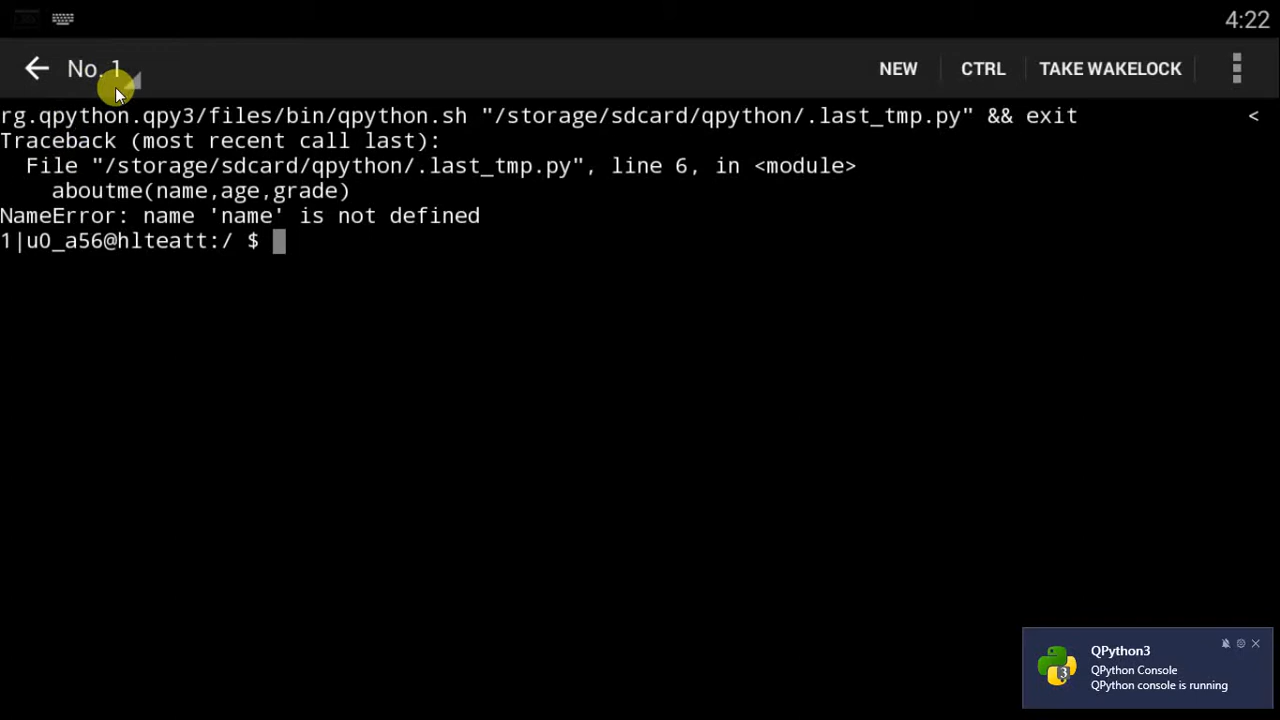 4:22
No. 1
NEW
CTRL
TAKE WAKELOCK
rg.qpython.qpy3/files/bin/qpython.sh "/storage/sdcard/qpython/.last_tmp.py" && exit <
Traceback (most recent call last):
File "/storage/sdcard/qpython/.last_tmp.py", line 6, in <module>
aboutme(name,age,grade)
NameError: name 'name' is not defined
1|u0_a56@hlteatt:/ $
QPython3
QPython Console
QPython console is running
3